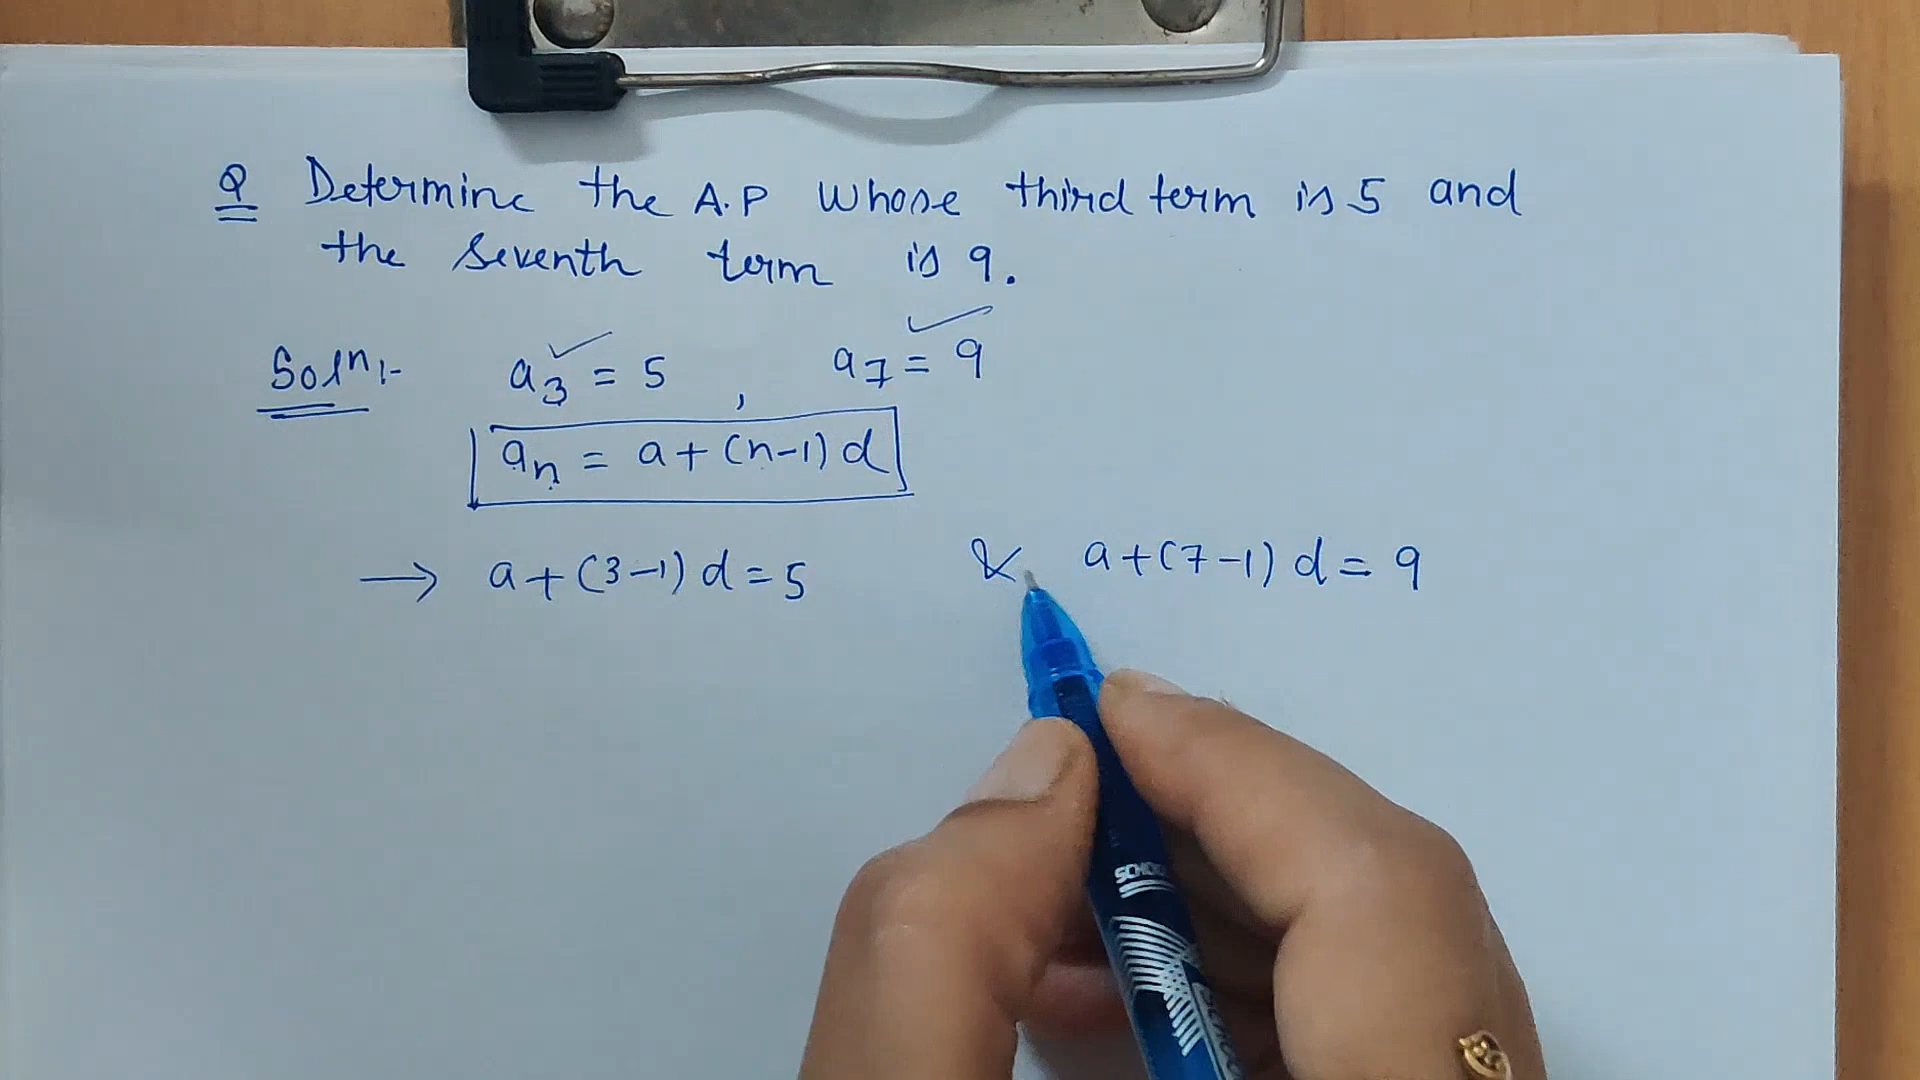 Q Determine the A.P whose third term is 5 and
the seventh term is 9.
Soln:- a3 = 5 , a7 = 9
an = a + (n-1) d
→ a + (3-1) d = 5 & a + (7-1) d = 9